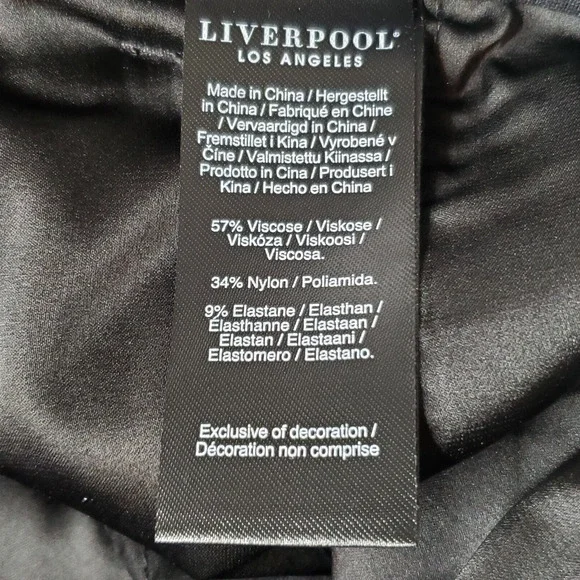 LIVERPOOL®
LOS ANGELES
Made in China / Hergestellt
in China / Fabriqué en Chine
/ Vervaardigd in China /
Fremstillet i Kina / Vyrobené v
Číne / Valmistettu Kiinassa /
Prodotto in Cina / Produsert i
Kina / Hecho en China
57% Viscose / Viskose /
Viskóza / Viskoosi /
Viscosa.
34% Nylon / Poliamida.
9% Elastane / Elasthan /
Élasthanne / Elastaan /
Elastan / Elastaani /
Elastomero / Elastano.
Exclusive of decoration /
Décoration non comprise